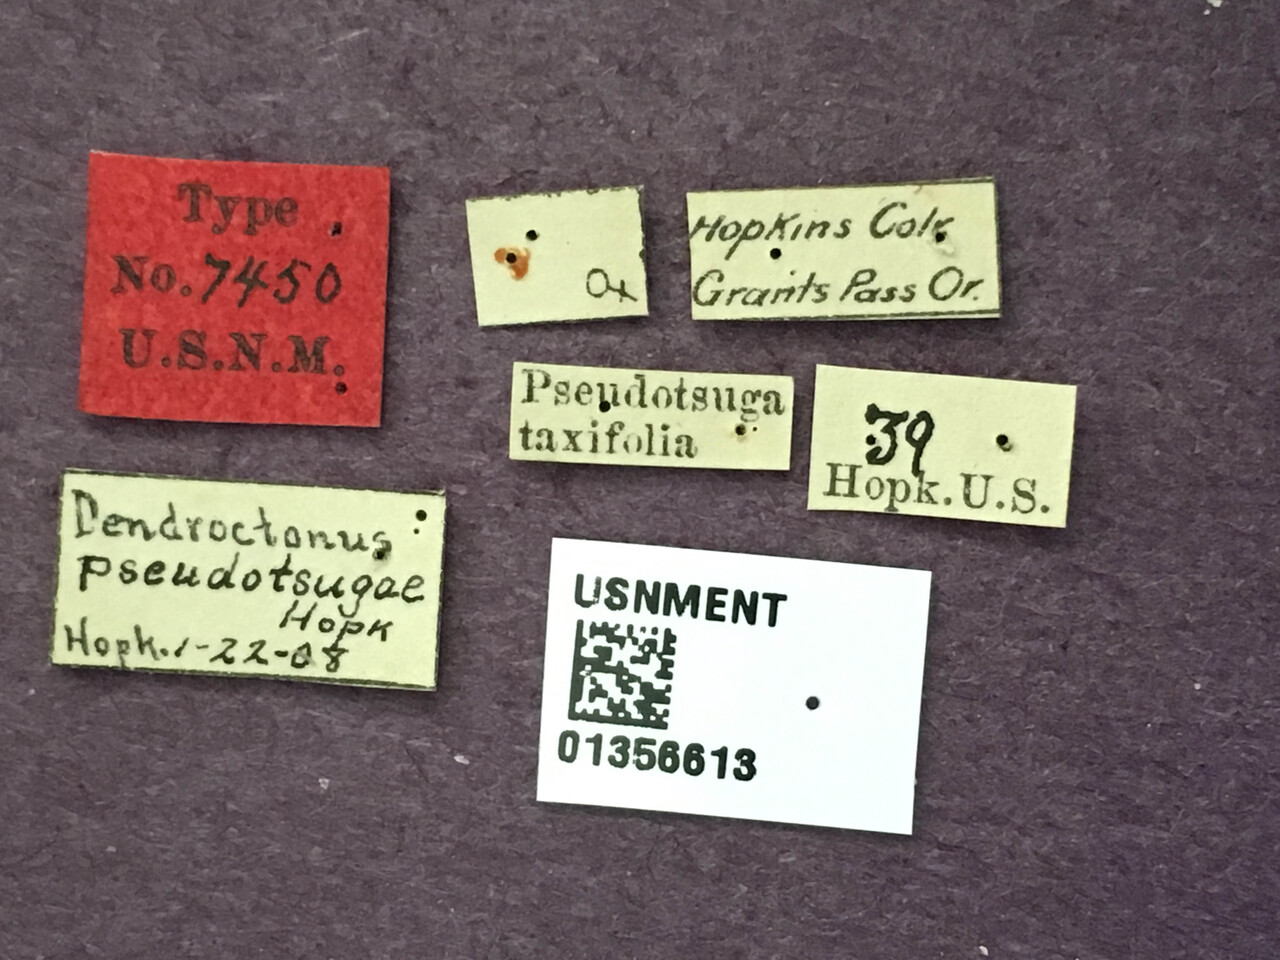 Type
No. 7450
U.S.N.M.
♀
Hopkins Colr.
Grants Pass Or.
Pseudotsuga
taxifolia
39
Hopk. U.S.
Dendroctonus
pseudotsugae
Hopk
Hopk. 1-22-08
USNMENT
01356613